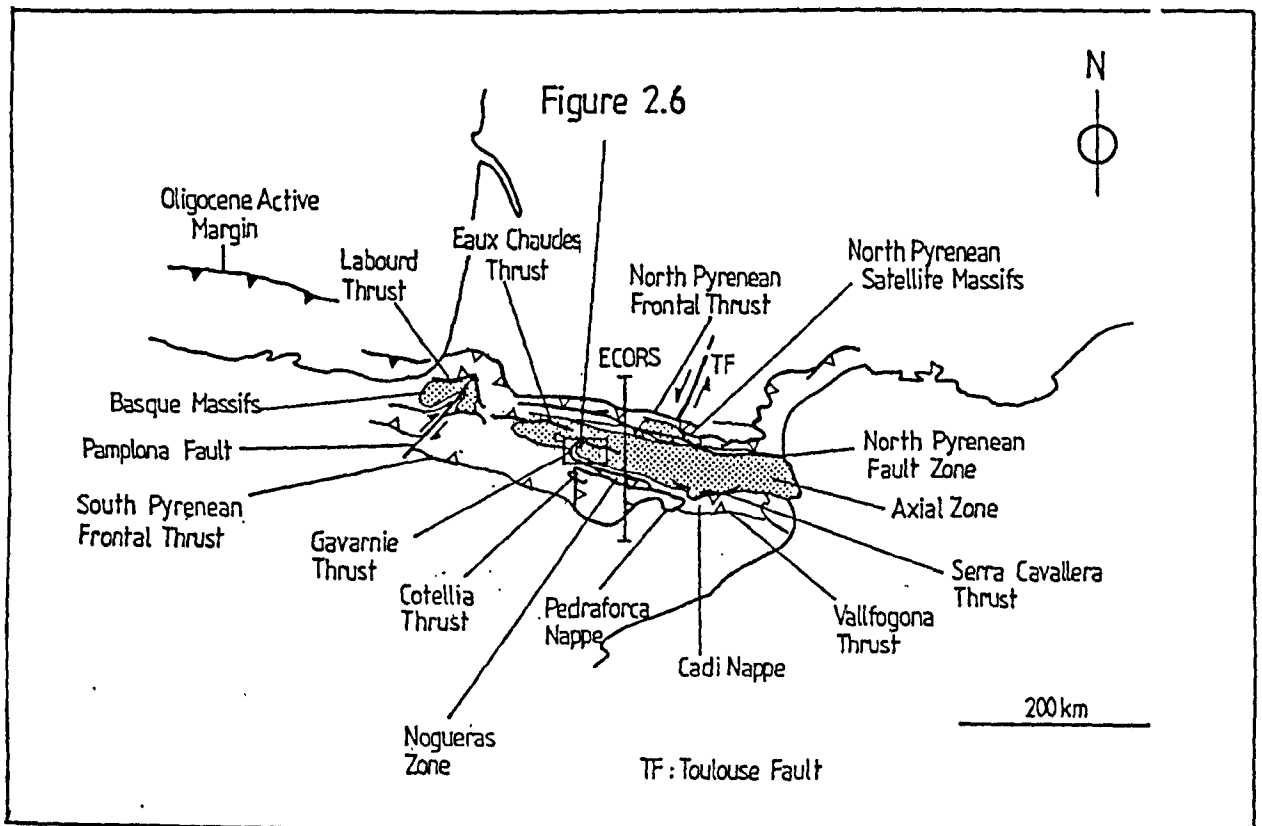 N
Figure 2.6
Oligocene Active
Margin
Labourd
Thrust
Eaux Chaudes
Thrust
North Pyrenean
Frontal Thrust
North Pyrenean
Satellite Massifs
ECORS
TF
Basque Massifs
Pamplona Fault
South Pyrenean
Frontal Thrust
Gavarnie
Thrust
Cotellia
Thrust
Nogueras
Zone
Pedraforca
Nappe
Cadi Nappe
Vallfogona
Thrust
Serra Cavallera
Thrust
Axial Zone
North Pyrenean
Fault Zone
200 km
TF : Toulouse Fault